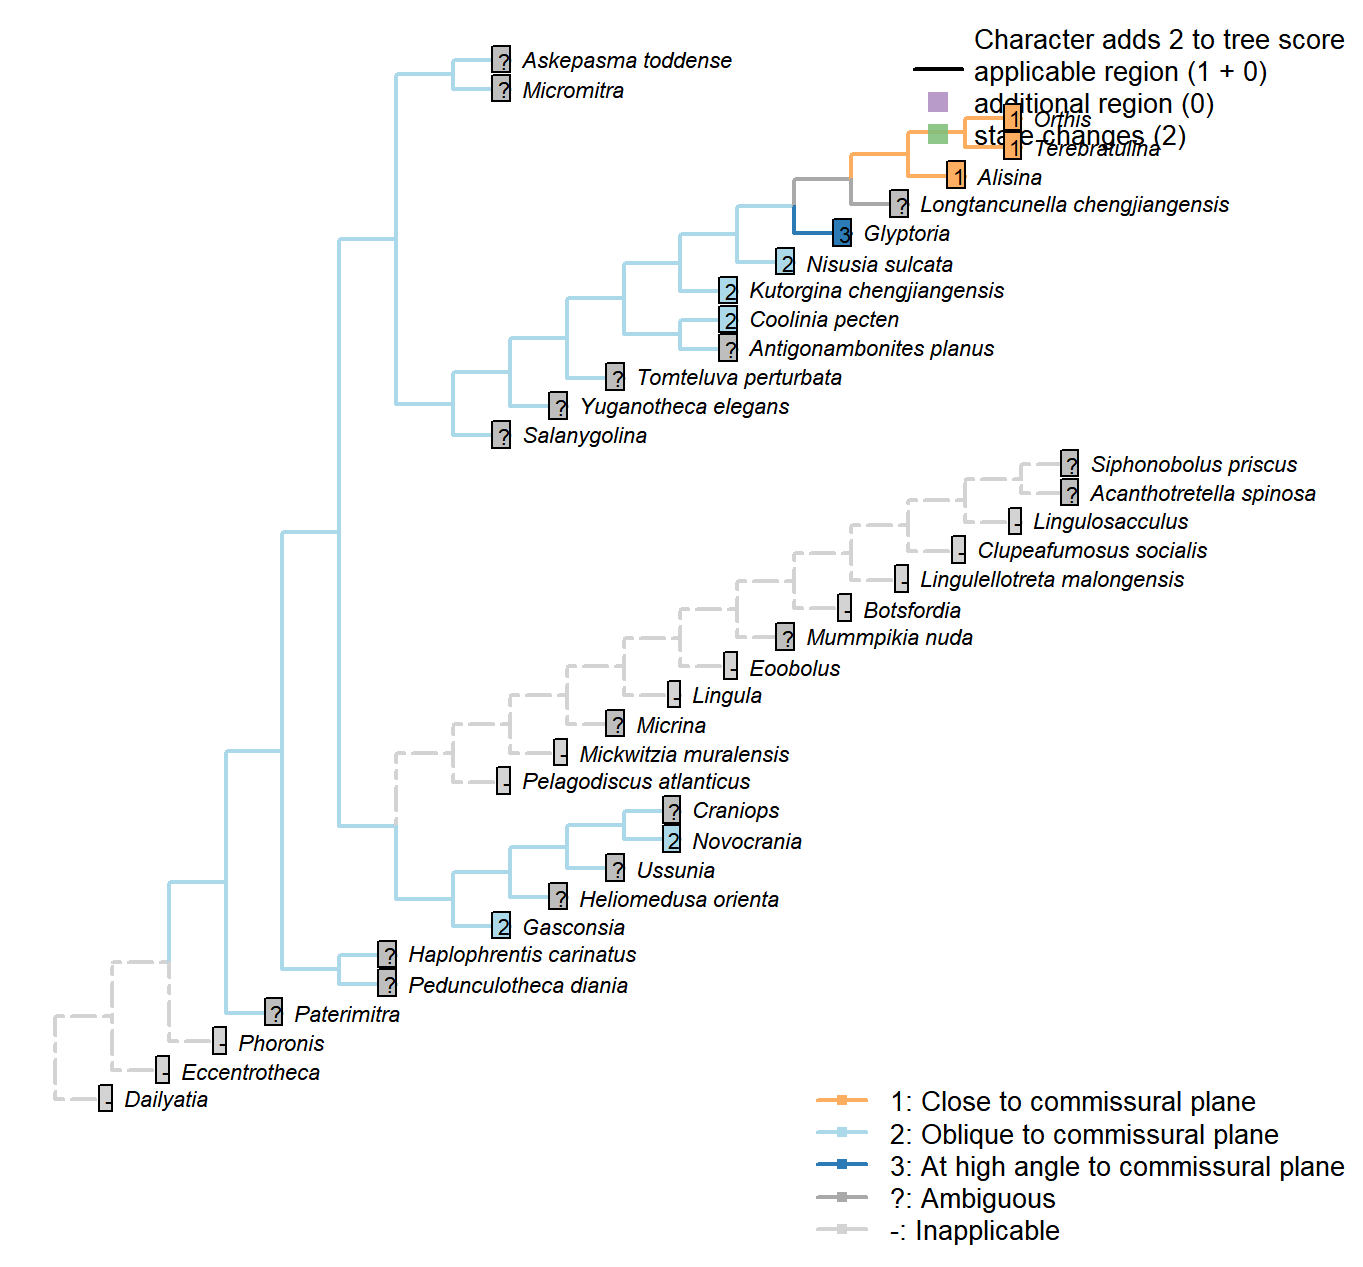 Character adds 2 to tree score
applicable region (1 + 0)
additional region (0)
state changes (2)
? Askepasma toddense
? Micromitra
1 Orthis
1 Terebratulina
1 Alisina
? Longtancunella chengjiangensis
3 Glyptoria
2 Nisusia sulcata
2 Kutorgina chengjiangensis
2 Coolinia pecten
? Antigonambonites planus
? Tomteluva perturbata
? Yuganotheca elegans
? Salanygolina
? Siphonobolus priscus
? Acanthotretella spinosa
- Lingulosacculus
- Clupeafumosus socialis
- Lingulellotreta malongensis
- Botsfordia
? Mummpikia nuda
- Eoobolus
- Lingula
? Micrina
- Mickwitzia muralensis
- Pelagodiscus atlanticus
? Craniops
2 Novocrania
? Ussunia
? Heliomedusa orienta
2 Gasconsia
? Haplophrentis carinatus
? Pedunculotheca diania
? Paterimitra
- Phoronis
- Eccentrotheca
- Dailyatia
1: Close to commissural plane
2: Oblique to commissural plane
3: At high angle to commissural plane
?: Ambiguous
-: Inapplicable